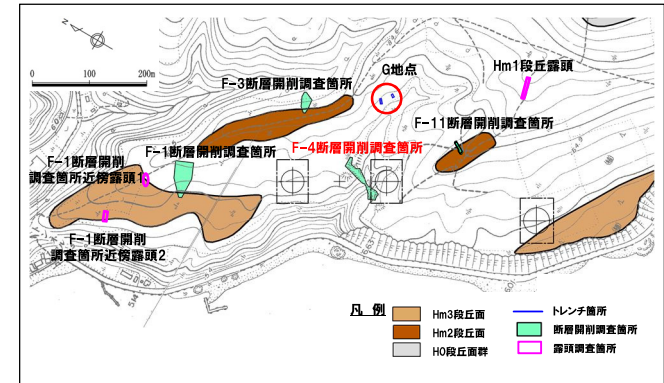 N
0 100 200m
G地点
Hm1段丘露頭
F-3断層開削調査箇所
F-11断層開削調査箇所
F-1断層開削調査箇所
F-4断層開削調査箇所
F-1断層開削
調査箇所近傍露頭1
F-1断層開削
調査箇所近傍露頭2
凡 例
Hm3段丘面
Hm2段丘面
H0段丘面群
トレンチ箇所
断層開削調査箇所
露頭調査箇所